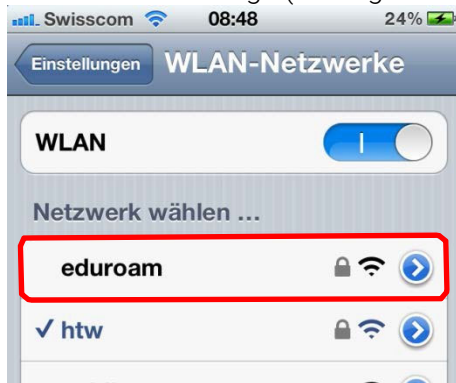 Swisscom 08:48 24%
Einstellungen WLAN-Netzwerke
WLAN
Netzwerk wählen ...
eduroam
✓ htw